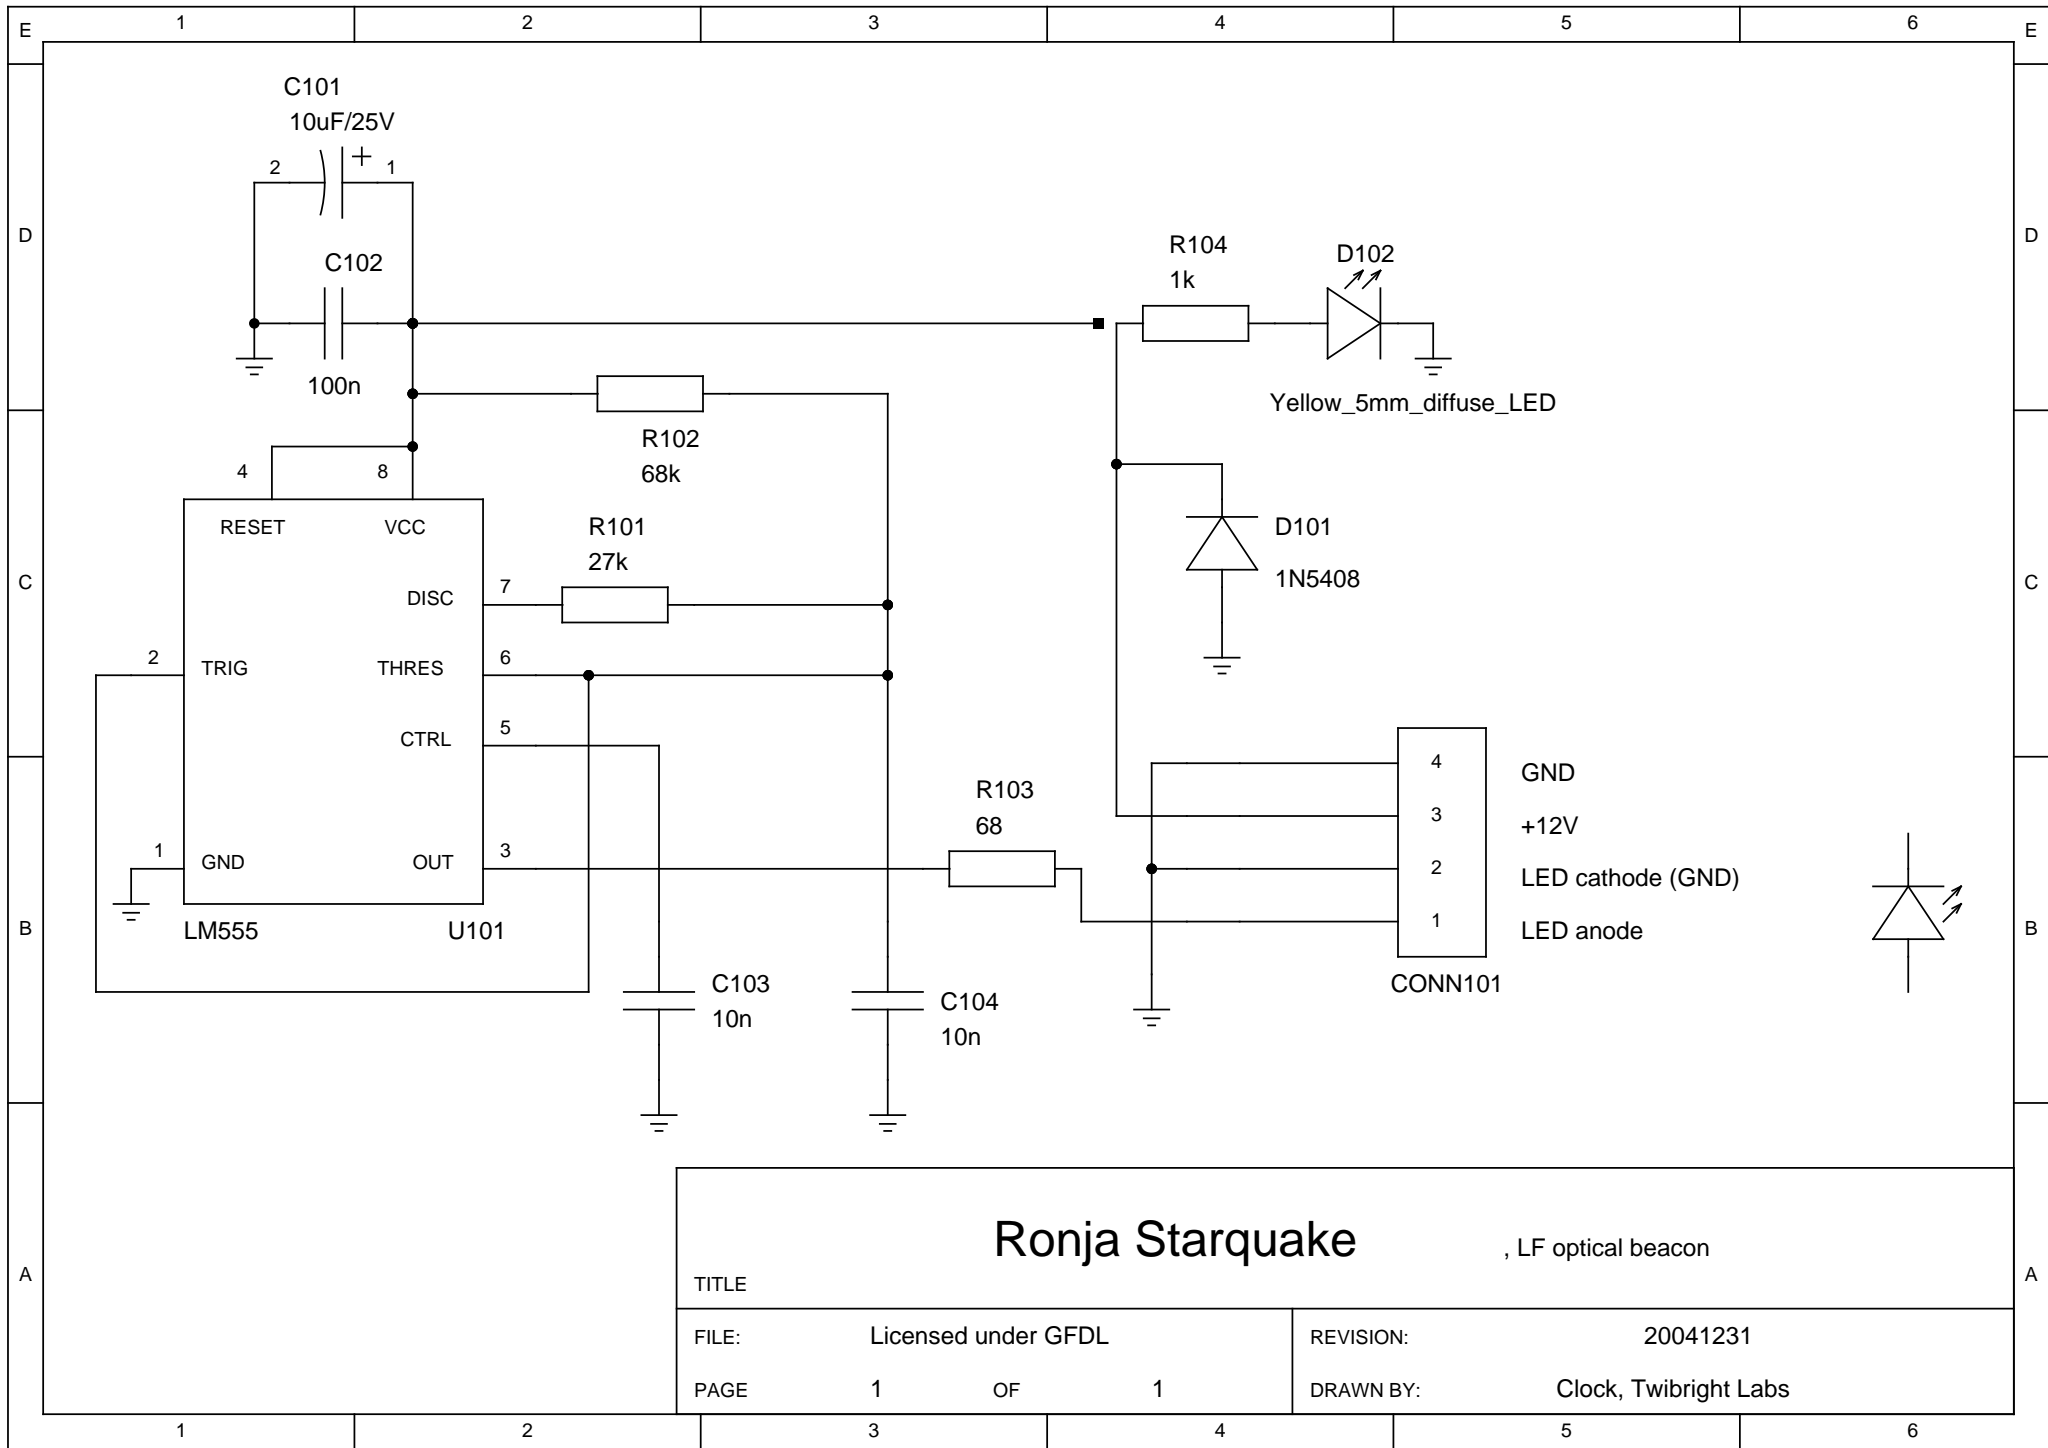 1 2 3 4 5 6
E E
C101
10uF/25V
2 + 1
D D
C102
100n
R104
1k
D102
Yellow_5mm_diffuse_LED
R102
68k
4 8
RESET VCC
R101
27k
D101
1N5408
C C
DISC 7
2 TRIG THRES 6
CTRL 5
1 GND OUT 3
LM555 U101
R103
68
4 GND
3 +12V
2 LED cathode (GND)
1 LED anode
CONN101
B B
C103
10n
C104
10n
Ronja Starquake , LF optical beacon
TITLE
A A
FILE: Licensed under GFDL
REVISION: 20041231
PAGE 1 OF 1
DRAWN BY: Clock, Twibright Labs
1 2 3 4 5 6